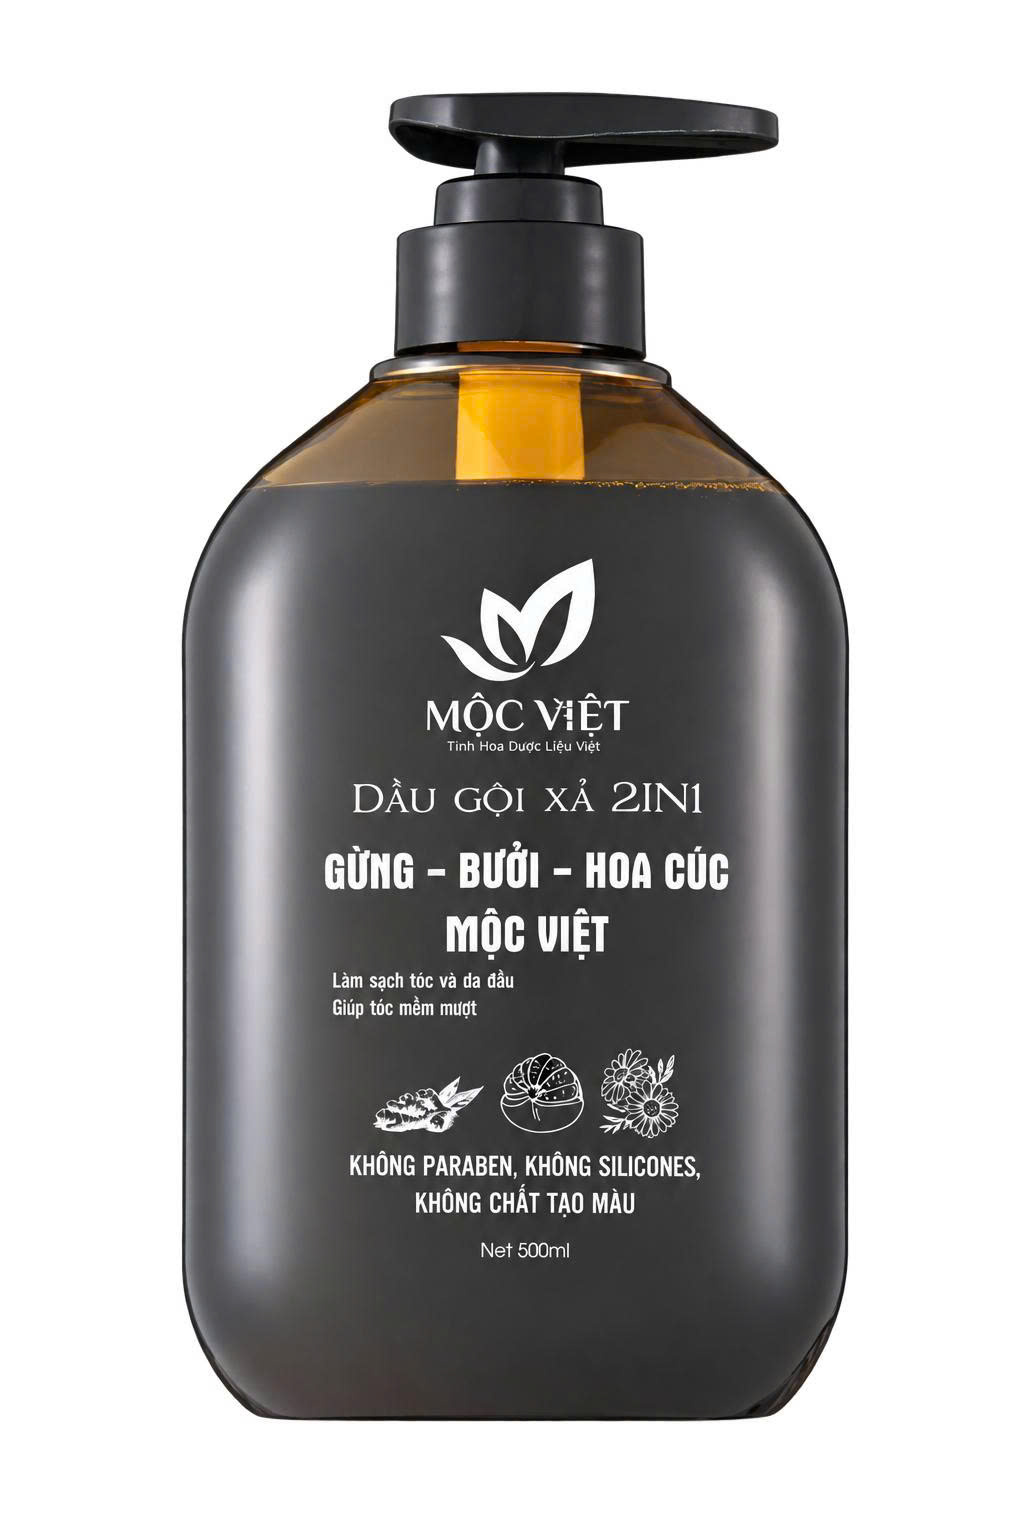 MỘC VIỆT
Tinh Hoa Dược Liệu Việt
DẦU GỘI XẢ 2IN1
GỪNG – BƯỞI – HOA CÚC
MỘC VIỆT
Làm sạch tóc và da đầu
Giúp tóc mềm mượt
KHÔNG PARABEN, KHÔNG SILICONES,
KHÔNG CHẤT TẠO MÀU
Net 500ml